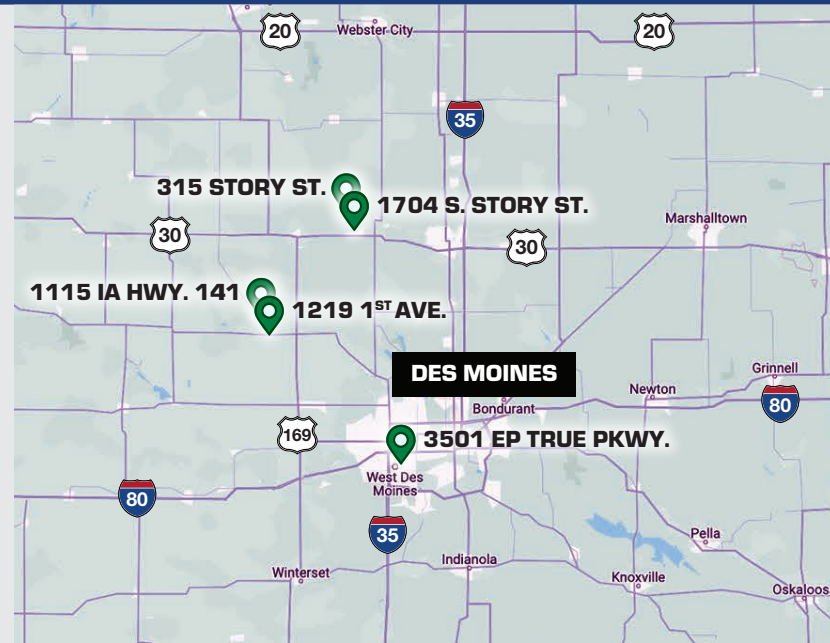 20
Webster City
20
35
315 STORY ST.
1704 S. STORY ST.
Marshalltown
30
30
1115 IA HWY. 141
1219 1ST AVE.
DES MOINES
Grinnell
Newton
80
Bondurant
169
3501 EP TRUE PKWY.
West Des
Moines
80
35
Pella
Indianola
Winterset
Knoxville
Oskaloos